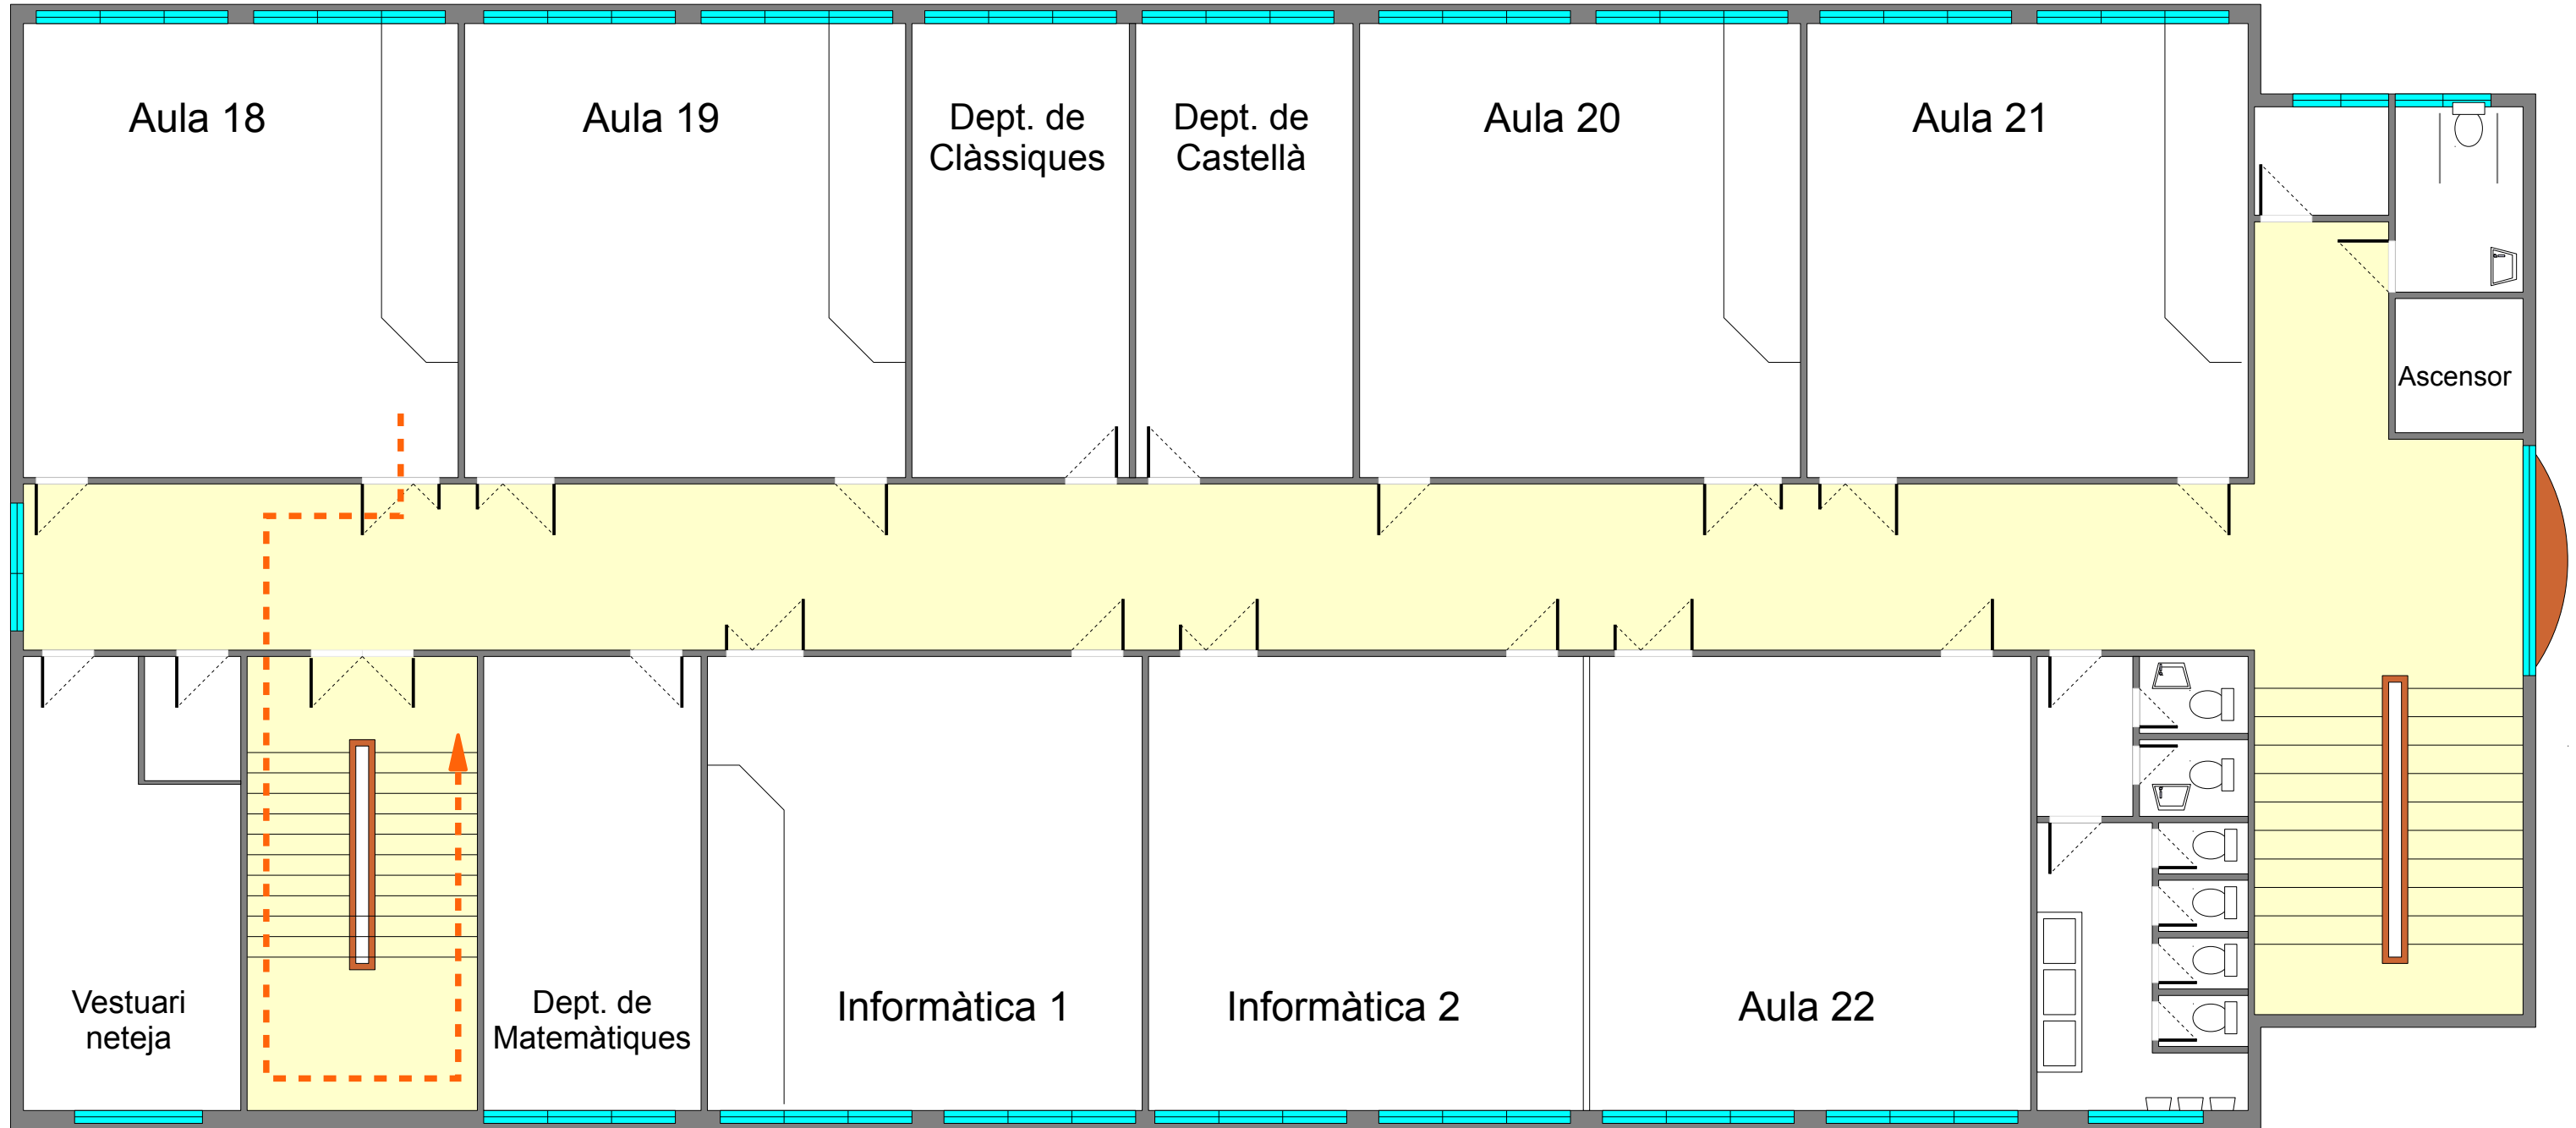 Aula 18
Aula 19
Dept. de
Clàssiques
Dept. de
Castellà
Aula 20
Aula 21
Ascensor
Vestuari
neteja
Dept. de
Matemàtiques
Informàtica 1
Informàtica 2
Aula 22